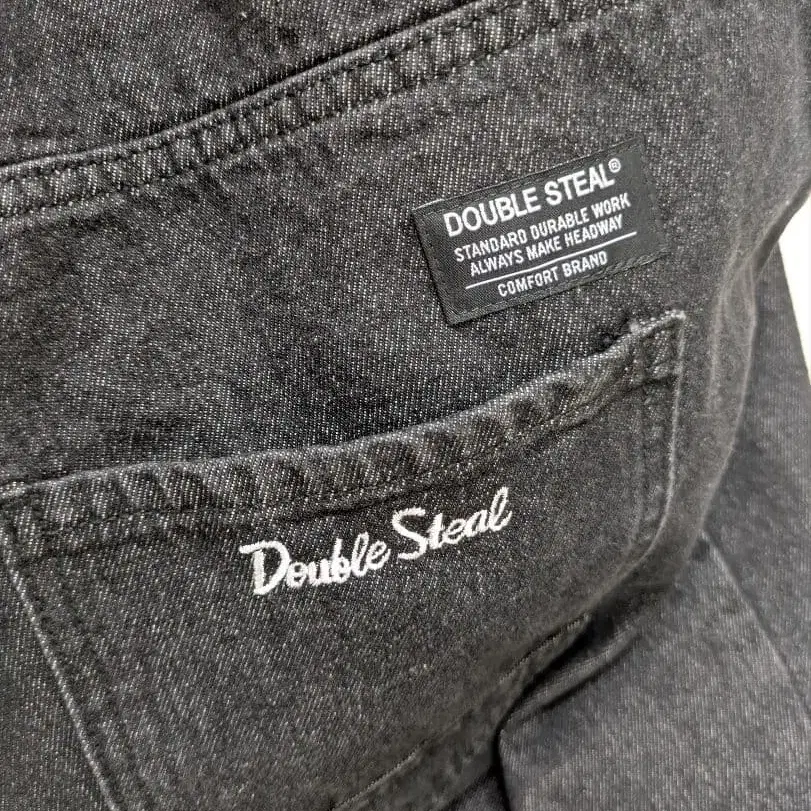 DOUBLE STEAL®
STANDARD DURABLE WORK
ALWAYS MAKE HEADWAY
COMFORT BRAND
Double Steal